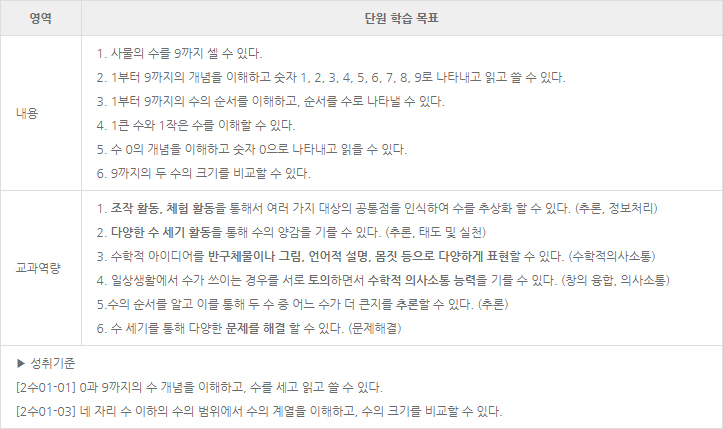 영역
단원 학습 목표
내용
1. 사물의 수를 9까지 셀 수 있다.
2. 1부터 9까지의 개념을 이해하고 숫자 1, 2, 3, 4, 5, 6, 7, 8, 9로 나타내고 읽고 쓸 수 있다.
3. 1부터 9까지의 수의 순서를 이해하고, 순서를 수로 나타낼 수 있다.
4. 1큰 수와 1작은 수를 이해할 수 있다.
5. 수 0의 개념을 이해하고 숫자 0으로 나타내고 읽을 수 있다.
6. 9까지의 두 수의 크기를 비교할 수 있다.
교과역량
1. 조작 활동, 체험 활동을 통해서 여러 가지 대상의 공통점을 인식하여 수를 추상화 할 수 있다. (추론, 정보처리)
2. 다양한 수 세기 활동을 통해 수의 양감을 기를 수 있다. (추론, 태도 및 실천)
3. 수학적 아이디어를 반구체물이나 그림, 언어적 설명, 몸짓 등으로 다양하게 표현할 수 있다. (수학적의사소통)
4. 일상생활에서 수가 쓰이는 경우를 서로 토의하면서 수학적 의사소통 능력을 기를 수 있다. (창의 융합, 의사소통)
5.수의 순서를 알고 이를 통해 두 수 중 어느 수가 더 큰지를 추론할 수 있다. (추론)
6. 수 세기를 통해 다양한 문제를 해결 할 수 있다. (문제해결)
▶ 성취기준
[2수01-01] 0과 9까지의 수 개념을 이해하고, 수를 세고 읽고 쓸 수 있다.
[2수01-03] 네 자리 수 이하의 수의 범위에서 수의 계열을 이해하고, 수의 크기를 비교할 수 있다.